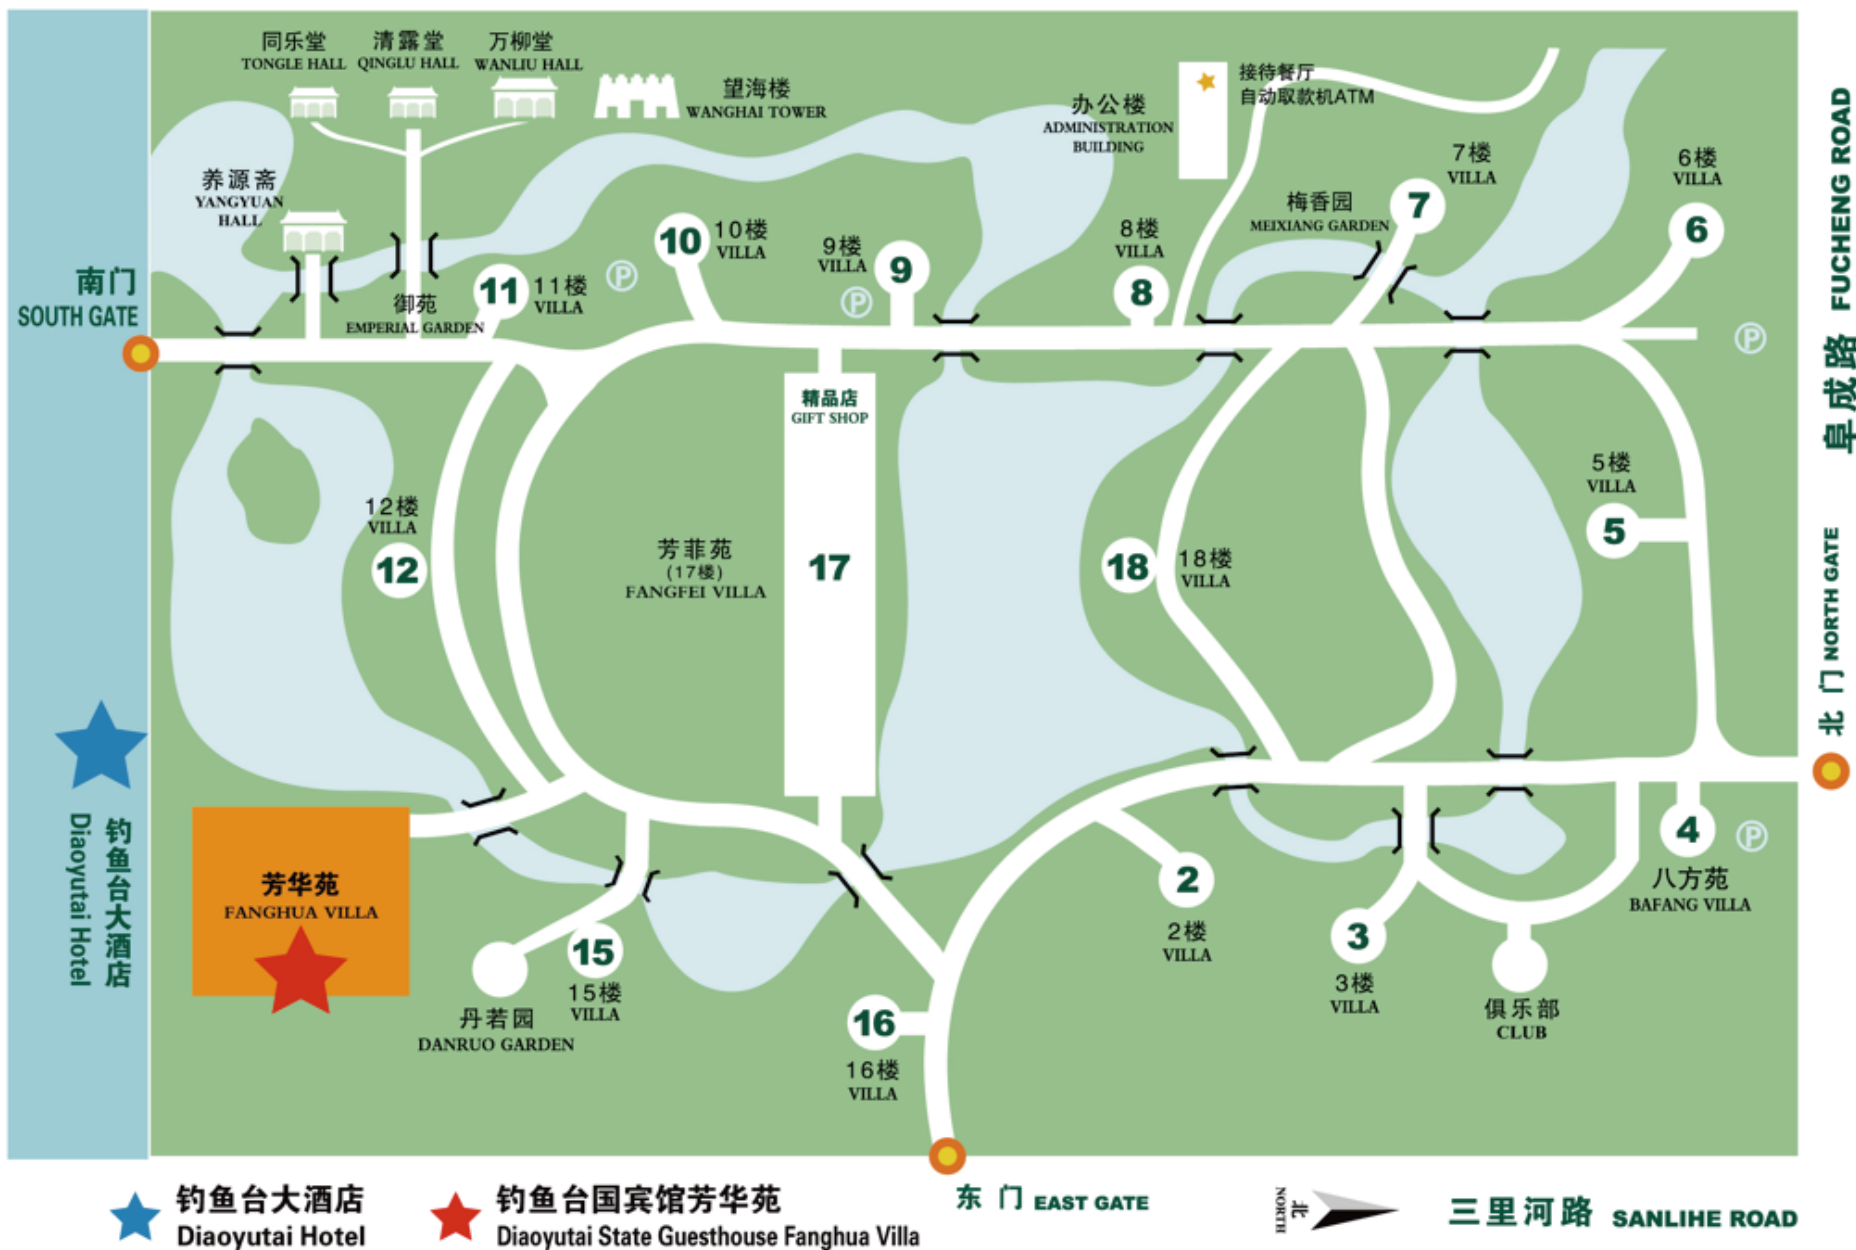 同乐堂
TONGLE HALL
清露堂
QINGLU HALL
万柳堂
WANLIU HALL
望海楼
WANGHAI TOWER
办公楼
ADMINISTRATION
BUILDING
接待餐厅
自动取款机ATM
养源斋
YANGYUAN
HALL
御苑
EMPERIAL GARDEN
南门
SOUTH GATE
11
11楼
VILLA
P
10
10楼
VILLA
9楼
VILLA
9
P
8楼
VILLA
8
梅香园
MEIXIANG GARDEN
7
7楼
VILLA
6楼
VILLA
6
P
阜成路 FUCHENG ROAD
精品店
GIFT SHOP
12楼
VILLA
12
芳菲苑
(17楼)
FANGFEI VILLA
17
18
18楼
VILLA
5楼
VILLA
5
北门 NORTH GATE
钓鱼台大酒店
Diaoyutai Hotel
芳华苑
FANGHUA VILLA
丹若园
DANRUO GARDEN
15
15楼
VILLA
16
16楼
VILLA
2
2楼
VILLA
3
3楼
VILLA
俱乐部
CLUB
4
八方苑
BAFANG VILLA
P
钓鱼台大酒店
Diaoyutai Hotel
钓鱼台国宾馆芳华苑
Diaoyutai State Guesthouse Fanghua Villa
东门 EAST GATE
北
NORTH
三里河路 SANLIHE ROAD